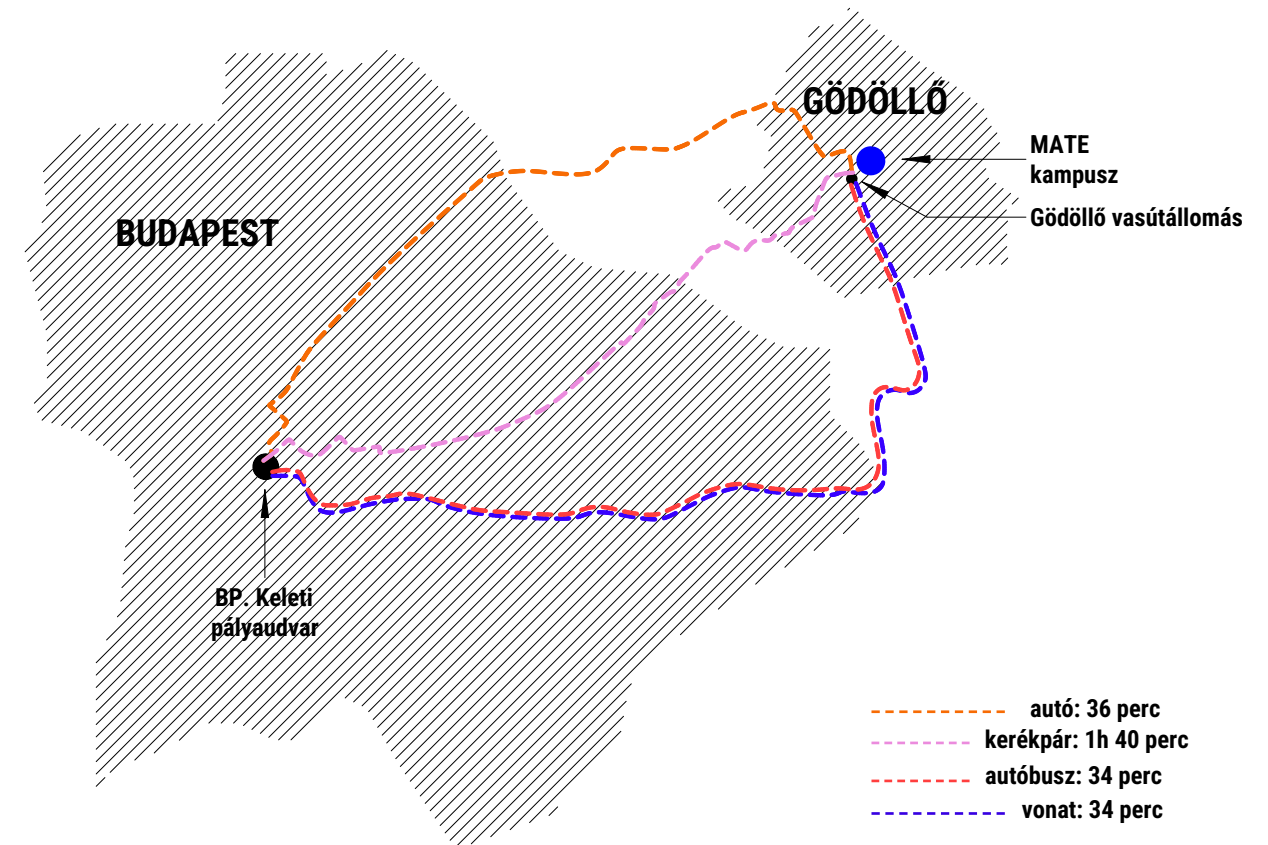 GÖDÖLLŐ
MATE
kampusz
Gödöllő vasútállomás
BUDAPEST
BP. Keleti
pályaudvar
autó: 36 perc
kerékpár: 1h 40 perc
autóbusz: 34 perc
vonat: 34 perc